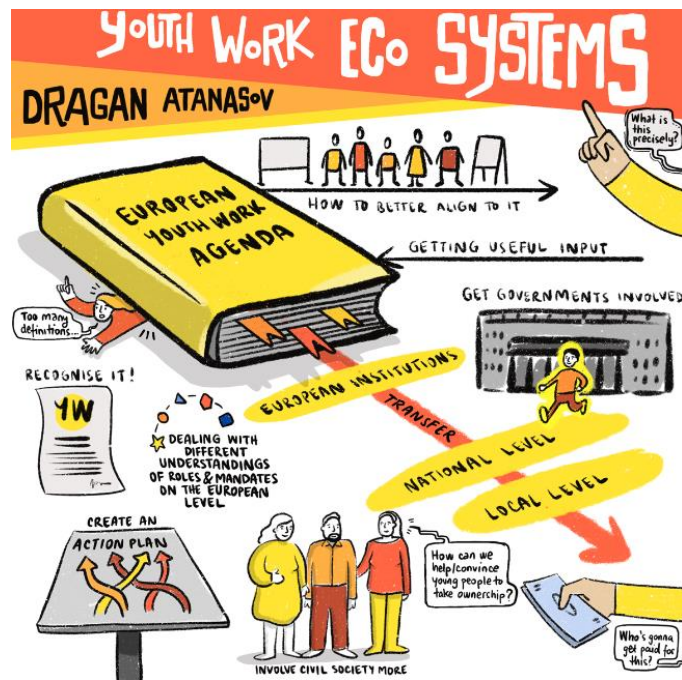 YOUTH WORK ECO SYSTEMS
DRAGAN ATANASOV
What is
this
precisely?
HOW TO BETTER ALIGN TO IT
EUROPEAN
YOUTH WORK
AGENDA
GETTING USEFUL INPUT
GET GOVERNMENTS INVOLVED
Too many
definitions...
EUROPEAN INSTITUTIONS
TRANSFER
NATIONAL LEVEL
LOCAL LEVEL
RECOGNISE IT!
YW
DEALING WITH
DIFFERENT
UNDERSTANDINGS
OF ROLES & MANDATES
ON THE EUROPEAN
LEVEL
CREATE AN
ACTION PLAN
How can we
help/convince
young people to
take ownership?
INVOLVE CIVIL SOCIETY MORE
Who's gonna
get paid for
this?